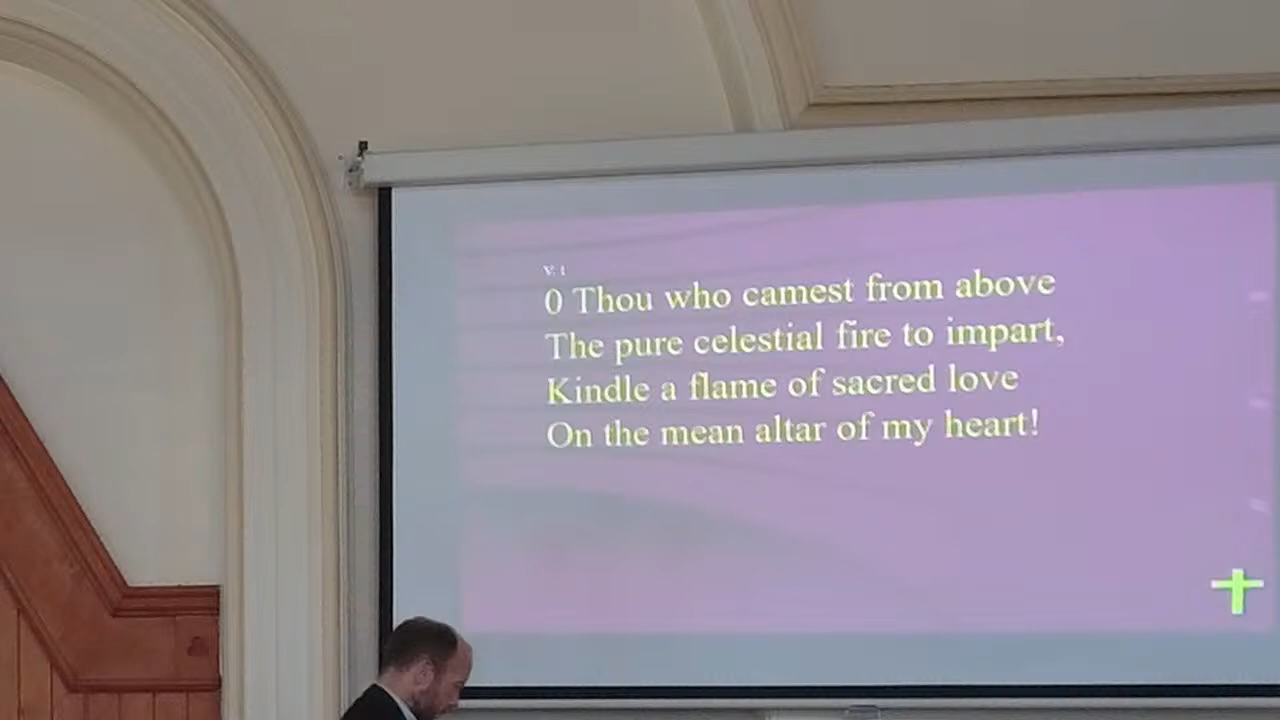 V: 1
0 Thou who camest from above
The pure celestial fire to impart,
Kindle a flame of sacred love
On the mean altar of my heart!